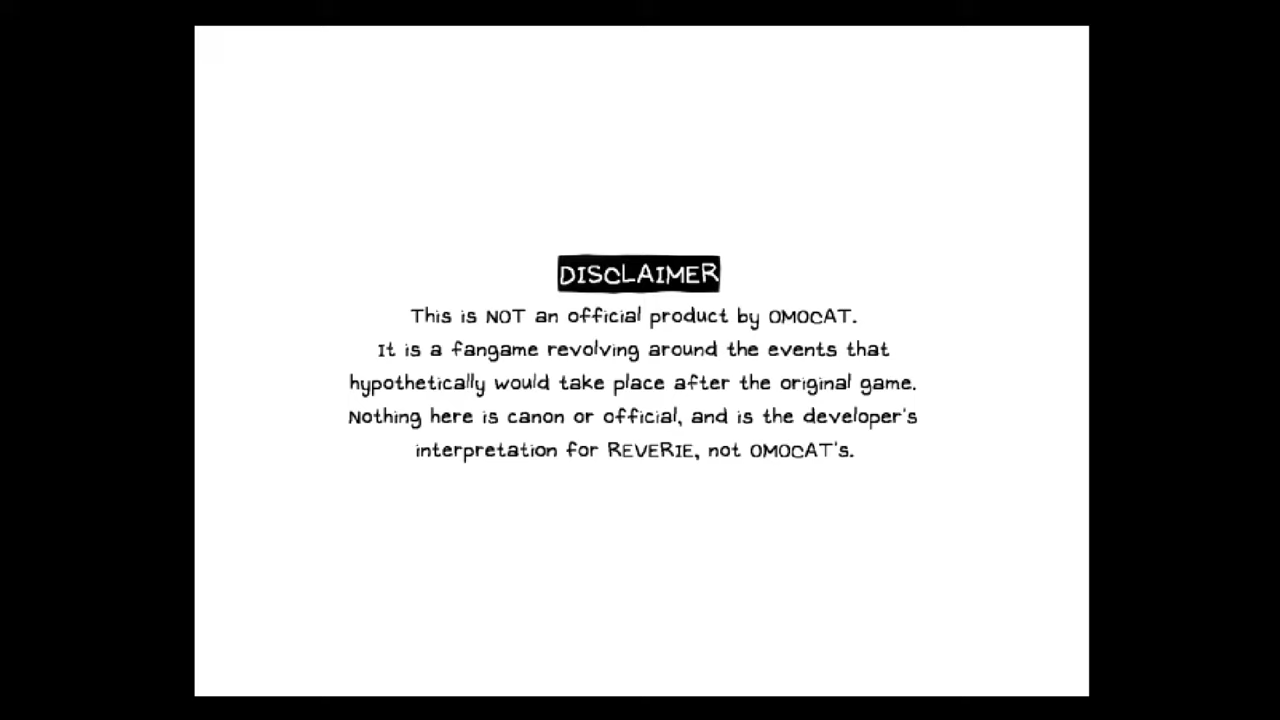 DISCLAIMER
This is NOT an official product by OMOCAT.
It is a fangame revolving around the events that
hypothetically would take place after the original game.
Nothing here is canon or official, and is the developer's
interpretation for REVERIE, not OMOCAT's.